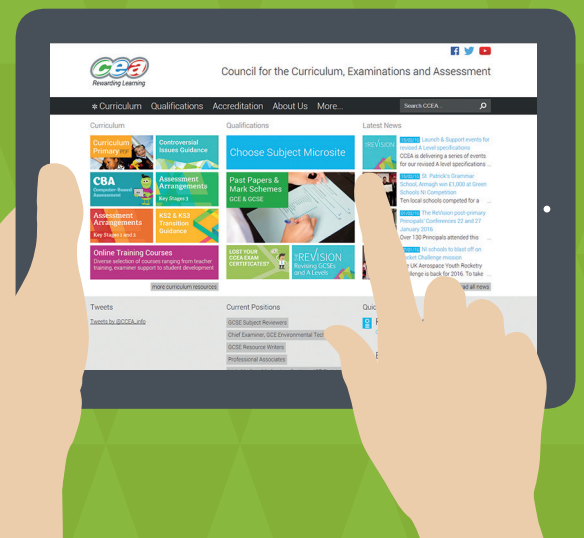 ccea
Rewarding Learning
Council for the Curriculum, Examinations and Assessment
Curriculum Qualifications Accreditation About Us More...
Search CCEA...
Curriculum
Curriculum
Primary
Controversial
Issues Guidance
CBA
Computer-Based
Assessment
Assessment
Arrangements
Key Stage 3
Assessment
Arrangements
Key Stages 1 and 2
KS2 & KS3
Transition
Guidance
Online Training Courses
Diverse selection of courses ranging from teacher
training, examiner support to student development
more curriculum resources
Qualifications
Choose Subject Microsite
Past Papers &
Mark Schemes
GCE & GCSE
LOST YOUR
CCEA EXAM
CERTIFICATES?
REVISION
Revising GCSEs
and A Levels
Latest News
REVISION
Launch & Support events for
revised A Level specifications
CCEA is delivering a series of events
for our revised A level specifications ...
St. Patrick's Grammar
School, Armagh win £1,000 at Green
Schools NI Competition
Ten local schools competed for a ...
The ReVision post-primary
Principals' Conferences 22 and 27
January 2016
Over 130 Principals attended this ...
NI schools to blast off on
Rocket Challenge mission
UK Aerospace Youth Rocketry
is back for 2016. To take ...
all news
Tweets
Tweets by @CCEA_info
Current Positions
GCSE Subject Reviewers
Chief Examiner, GCE Environmental Tec
GCSE Resource Writers
Professional Associates